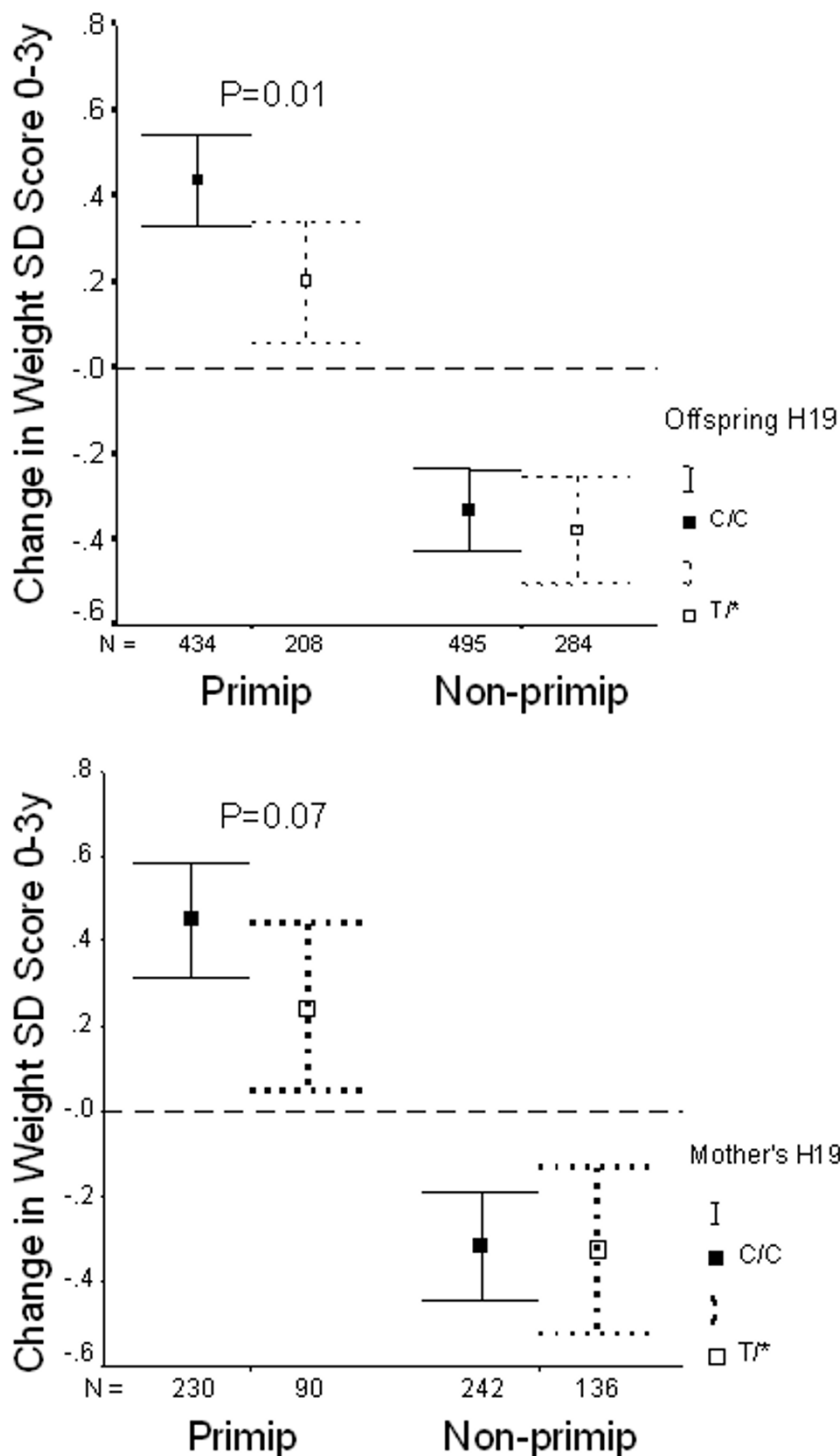 Change in Weight SD Score 0-3y
.8
P=0.01
.6
.4
.2
-.0
-.2
-.4
-.6
Offspring H19
C/C
T/*
N = 434 208 495 284
Primip Non-primip
Change in Weight SD Score 0-3y
.8
P=0.07
.6
.4
.2
-.0
-.2
-.4
-.6
Mother's H19
C/C
T/*
N = 230 90 242 136
Primip Non-primip